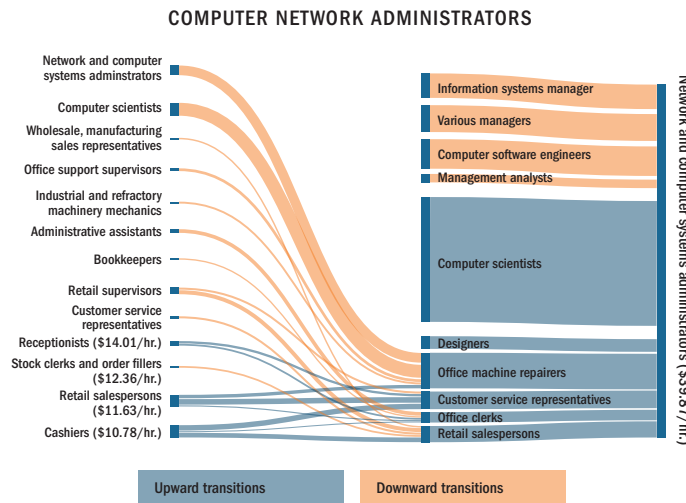 COMPUTER NETWORK ADMINISTRATORS
Network and computer
systems adminstrators
Computer scientists
Wholesale, manufacturing
sales representatives
Office support supervisors
Industrial and refractory
machinery mechanics
Administrative assistants
Bookkeepers
Retail supervisors
Customer service
representatives
Receptionists ($14.01/hr.)
Stock clerks and order fillers
($12.36/hr.)
Retail salespersons
($11.63/hr.)
Cashiers ($10.78/hr.)
Information systems manager
Various managers
Computer software engineers
Management analysts
Computer scientists
Designers
Office machine repairers
Customer service representatives
Office clerks
Retail salespersons
Network and computer systems administrators
Upward transitions
Downward transitions